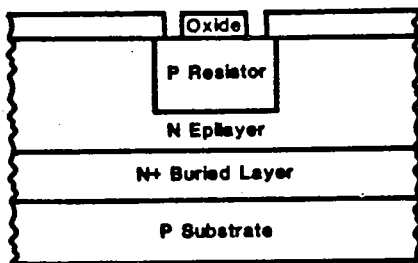 Oxide
P Resistor
N Epilayer
N+ Buried Layer
P Substrate